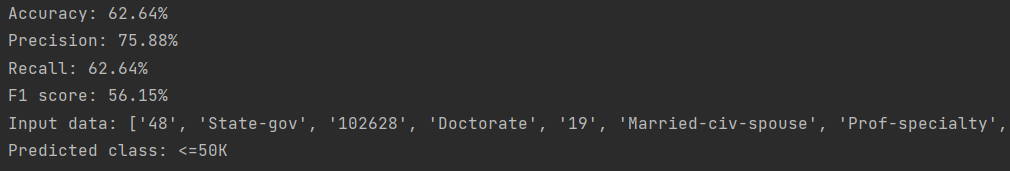 Accuracy: 62.64%
Precision: 75.88%
Recall: 62.64%
F1 score: 56.15%
Input data: ['48', 'State-gov', '102628', 'Doctorate', '19', 'Married-civ-spouse', 'Prof-specialty',
Predicted class: <=50K